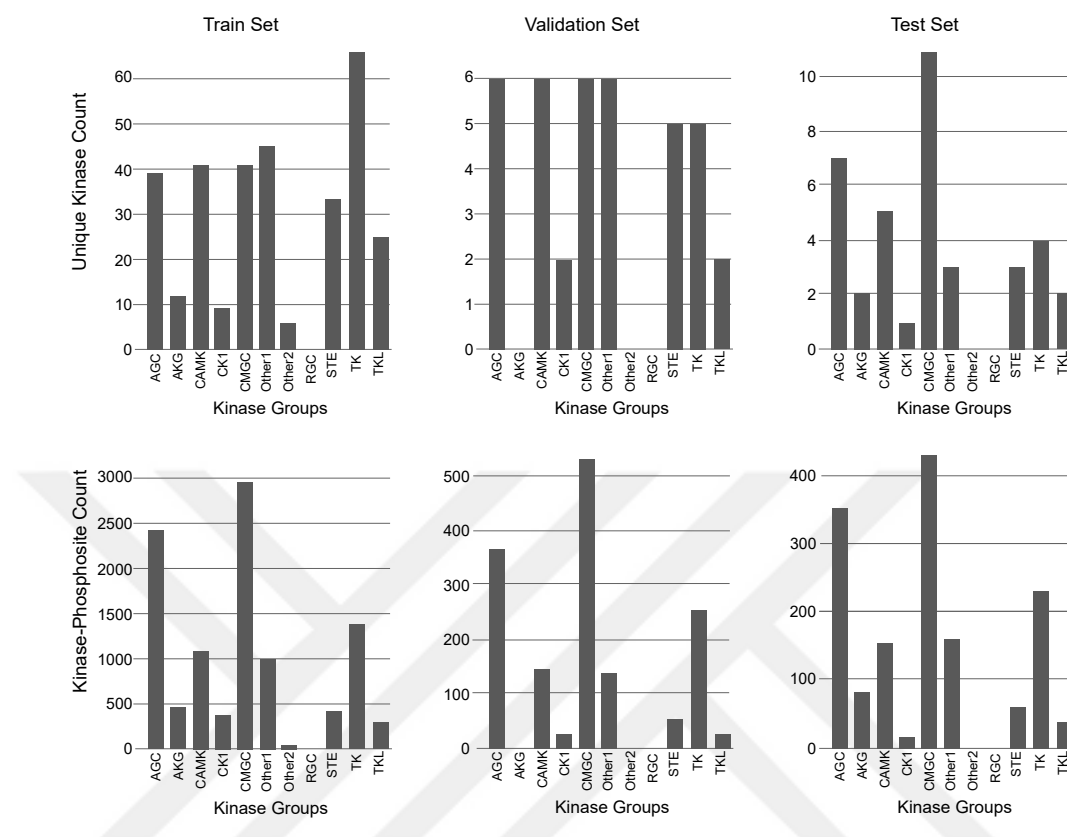 Train Set
Validation Set
Test Set
Unique Kinase Count
60
50
40
30
20
10
0
AGC
AKG
CAMK
CK1
CMGC
Other1
Other2
RGC
STE
TK
TKL
Kinase Groups
6
5
4
3
2
1
0
AGC
AKG
CAMK
CK1
CMGC
Other1
Other2
RGC
STE
TK
TKL
Kinase Groups
10
8
6
4
2
0
AGC
AKG
CAMK
CK1
CMGC
Other1
Other2
RGC
STE
TK
TKL
Kinase Groups
Kinase-Phosphosite Count
3000
2500
2000
1500
1000
500
0
AGC
AKG
CAMK
CK1
CMGC
Other1
Other2
RGC
STE
TK
TKL
Kinase Groups
500
400
300
200
100
0
AGC
AKG
CAMK
CK1
CMGC
Other1
Other2
RGC
STE
TK
TKL
Kinase Groups
400
300
200
100
0
AGC
AKG
CAMK
CK1
CMGC
Other1
Other2
RGC
STE
TK
TKL
Kinase Groups